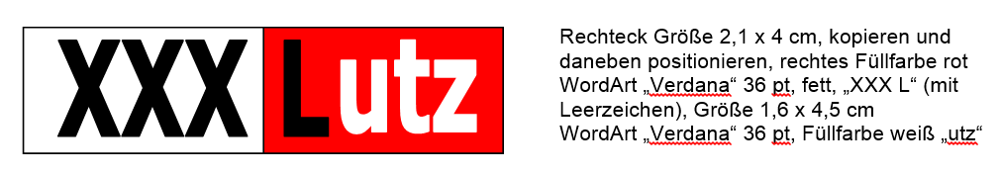 XXX Lutz
Rechteck Größe 2,1 x 4 cm, kopieren und
daneben positionieren, rechtes Füllfarbe rot
WordArt „Verdana“ 36 pt, fett, „XXX L“ (mit
Leerzeichen), Größe 1,6 x 4,5 cm
WordArt „Verdana“ 36 pt, Füllfarbe weiß „utz“